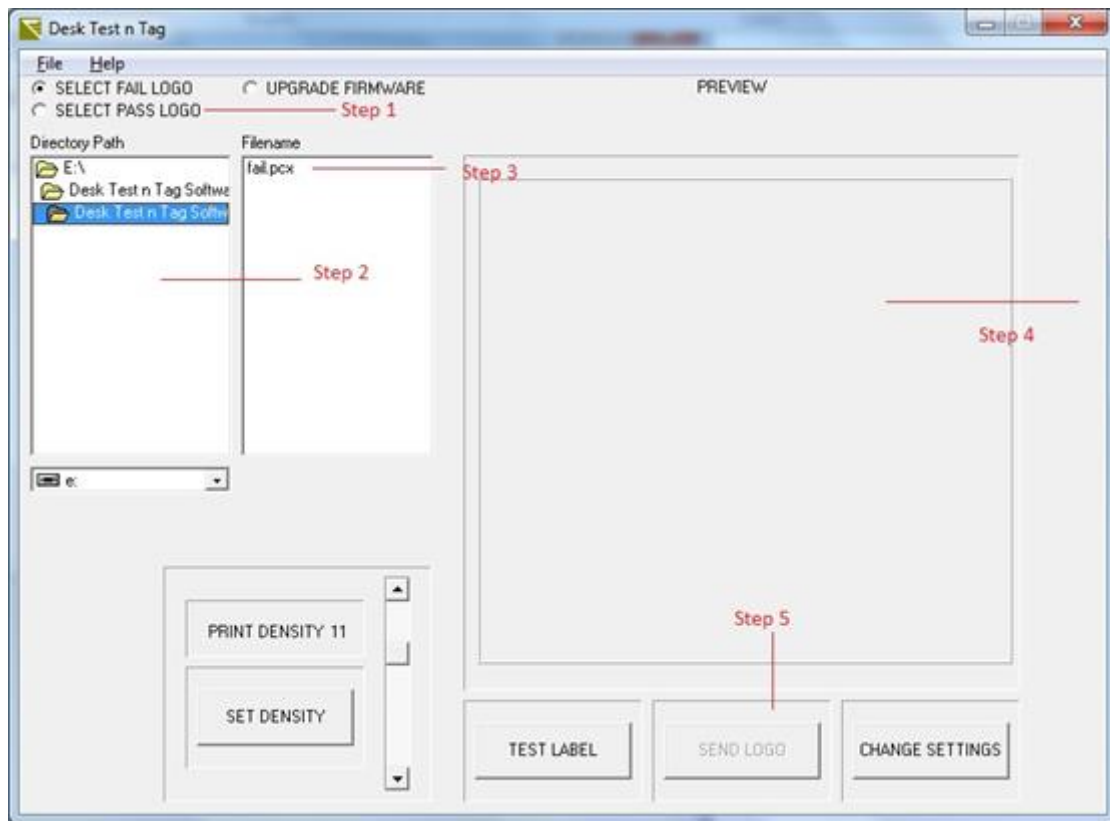 Desk Test n Tag
File Help
SELECT FAIL LOGO UPGRADE FIRMWARE PREVIEW
SELECT PASS LOGO Step 1
Directory Path Filename
E:\ fail.pcx Step 3
Desk Test n Tag Softwa
Desk Test n Tag Softw
Step 2
Step 4
e:
Step 5
PRINT DENSITY 11
SET DENSITY
TEST LABEL SEND LOGO CHANGE SETTINGS